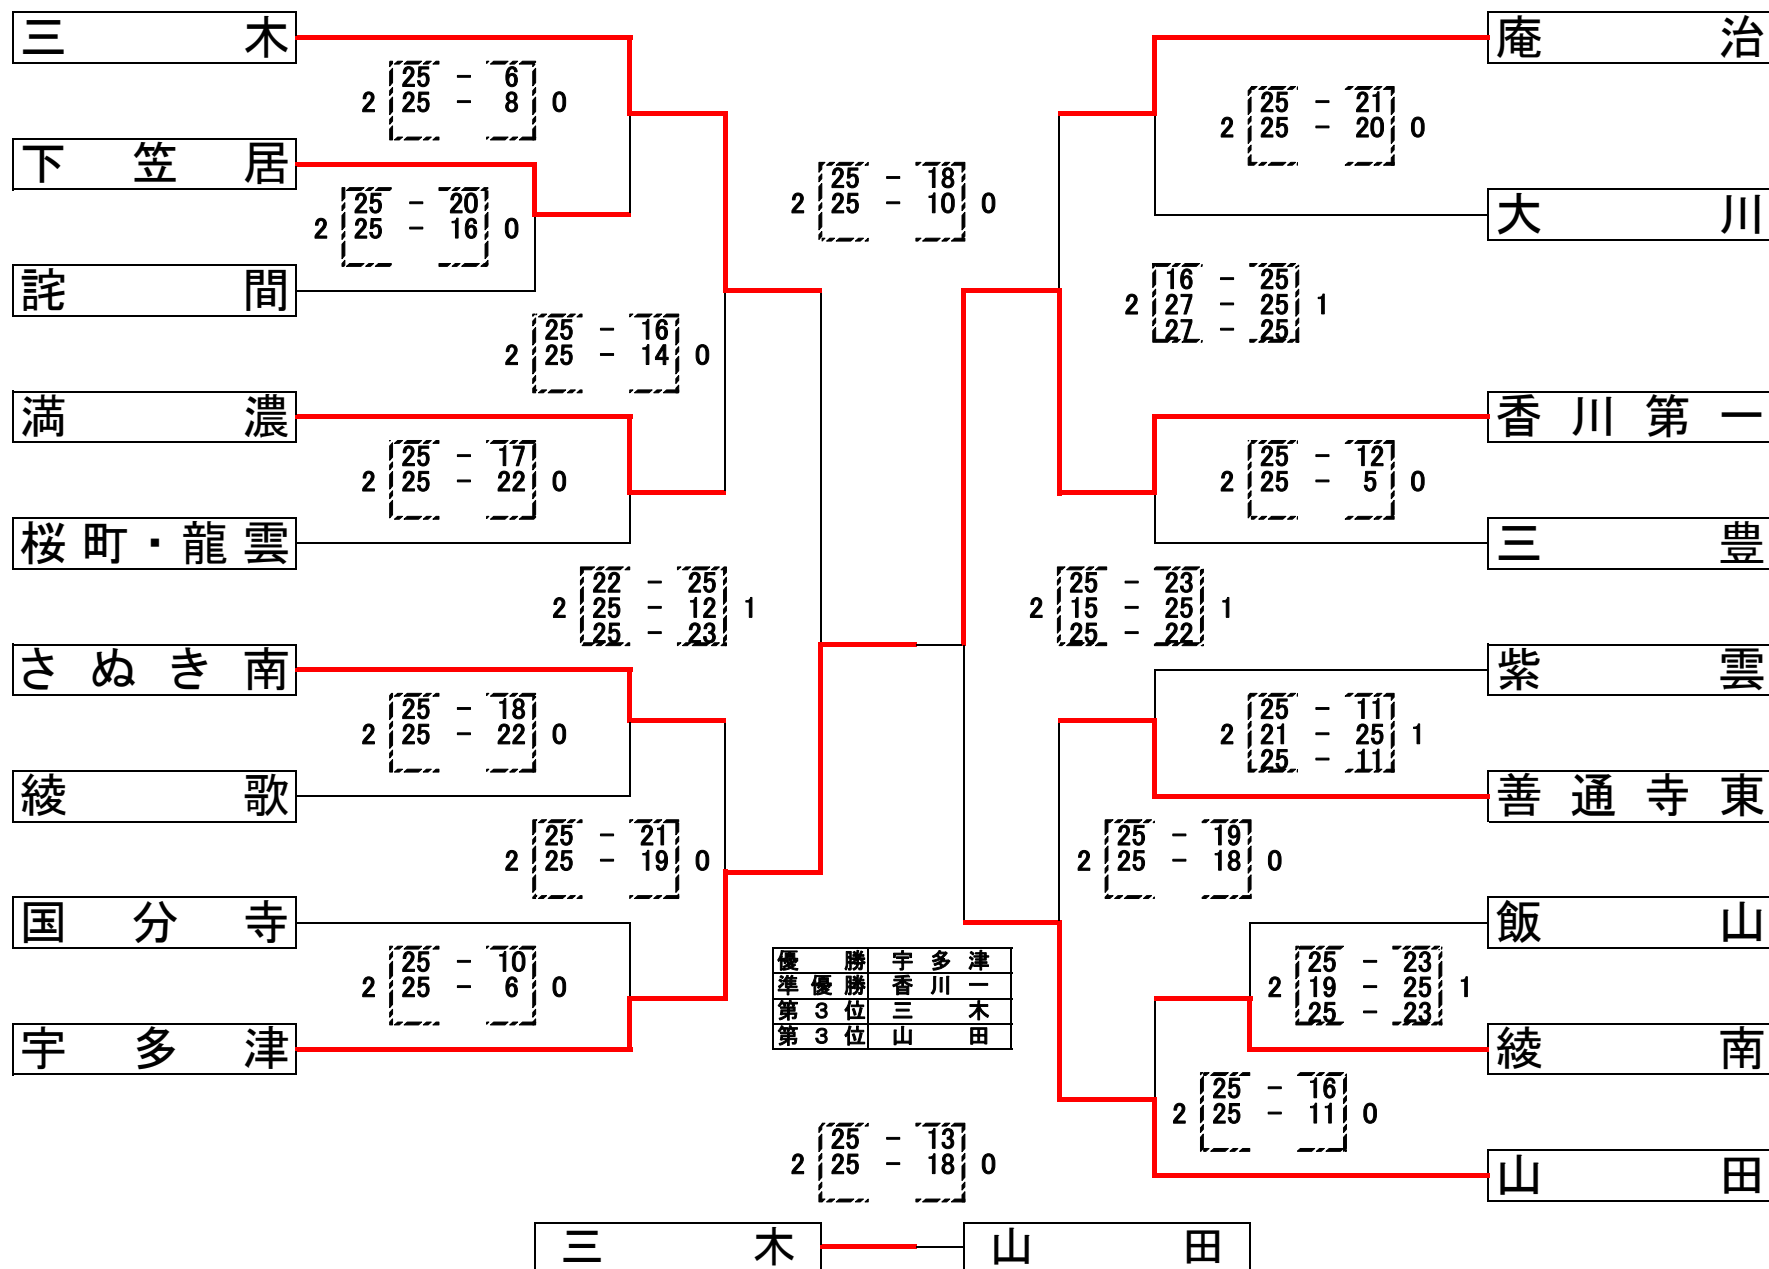 三木
庵治
25 - 6
2 25 - 8 0
25 - 21
2 25 - 20 0
下笠居
25 - 18
2 25 - 10 0
25 - 20
2 25 - 16 0
大川
詫間
16 - 25
2 27 - 25 1
27 - 25
25 - 16
2 25 - 14 0
満濃
香川第一
25 - 17
2 25 - 22 0
25 - 12
2 25 - 5 0
桜町・龍雲
三豊
22 - 25
2 25 - 12 1
25 - 23
25 - 23
2 15 - 25 1
25 - 22
さぬき南
紫雲
25 - 18
2 25 - 22 0
25 - 11
2 21 - 25 1
25 - 11
綾歌
善通寺東
25 - 21
2 25 - 19 0
25 - 19
2 25 - 18 0
国分寺
飯山
25 - 10
2 25 - 6 0
優勝 宇多津
準優勝 香川一
第3位 三木
第3位 山田
25 - 23
2 19 - 25 1
25 - 23
宇多津
綾南
25 - 16
2 25 - 11 0
25 - 13
2 25 - 18 0
山田
三木 山田